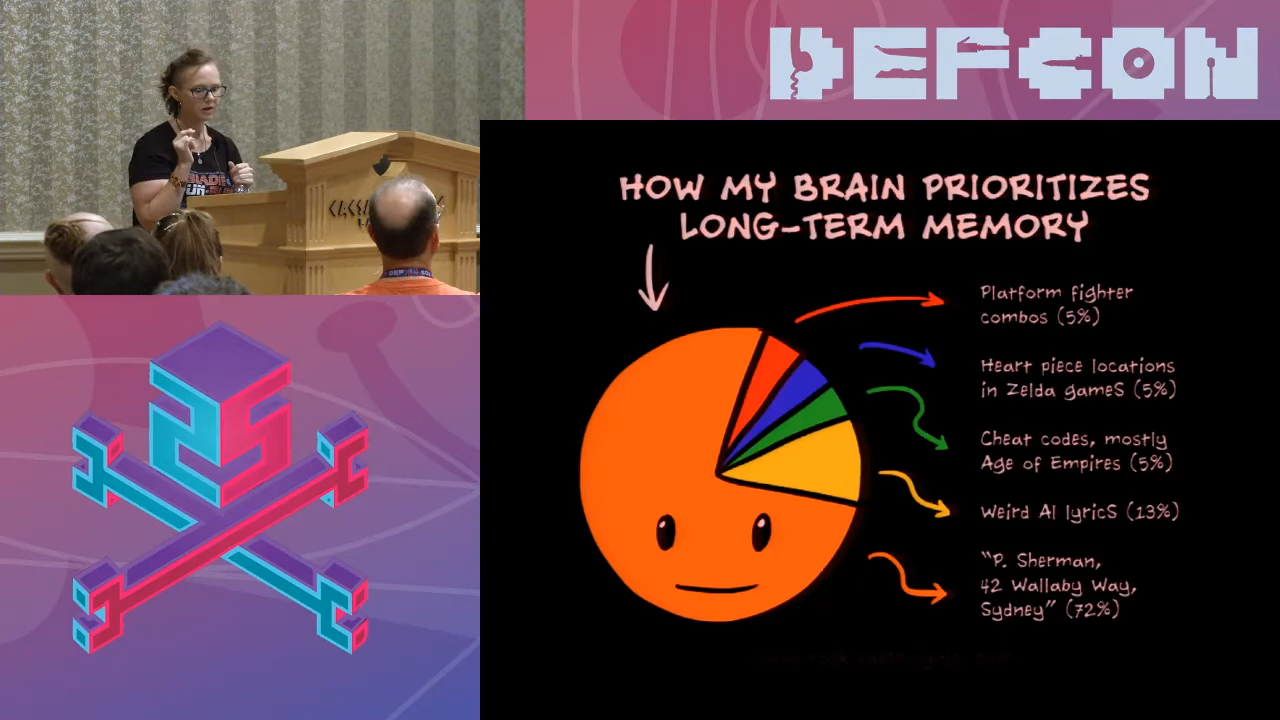 DEFCON
HOW MY BRAIN PRIORITIZES
LONG-TERM MEMORY
Platform fighter
combos (5%)
Heart piece locations
in Zelda gameS (5%)
Cheat codes, mostly
Age of Empires (5%)
Weird Al lyricS (13%)
"P. Sherman,
42 Wallaby Way,
Sydney" (72%)